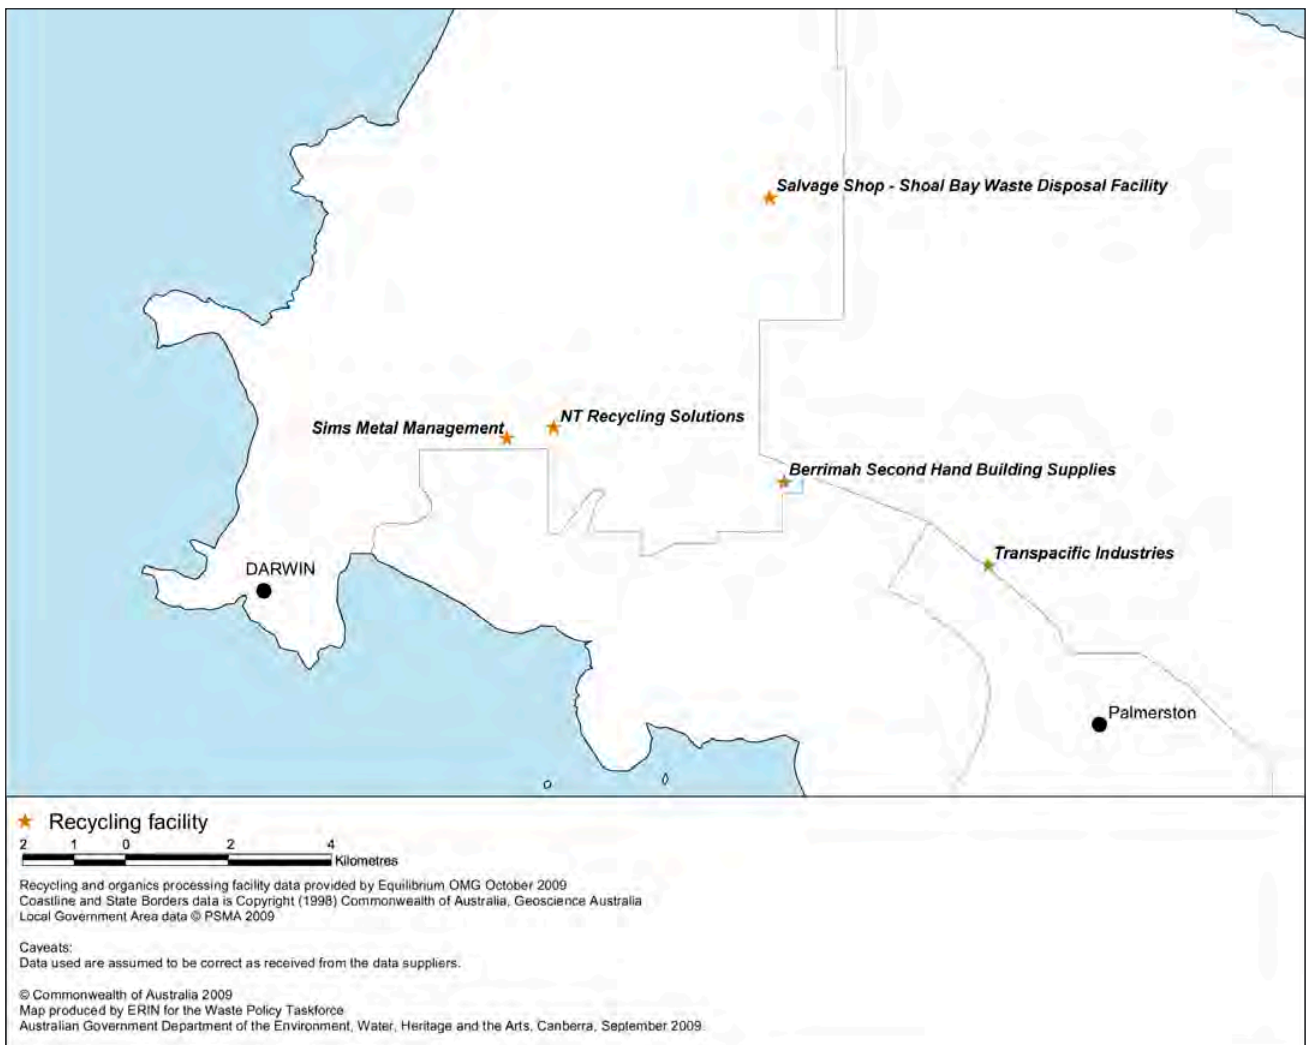 Salvage Shop - Shoal Bay Waste Disposal Facility
NT Recycling Solutions
Sims Metal Management
Berrimah Second Hand Building Supplies
Transpacific Industries
DARWIN
Palmerston
Recycling facility
2 1 0 2 4
Kilometres
Recycling and organics processing facility data provided by Equilibrium OMG October 2009
Coastline and State Borders data is Copyright (1998) Commonwealth of Australia, Geoscience Australia
Local Government Area data © PSMA 2009
Caveats:
Data used are assumed to be correct as received from the data suppliers.
© Commonwealth of Australia 2009
Map produced by ERIN for the Waste Policy Taskforce
Australian Government Department of the Environment, Water, Heritage and the Arts, Canberra, September 2009